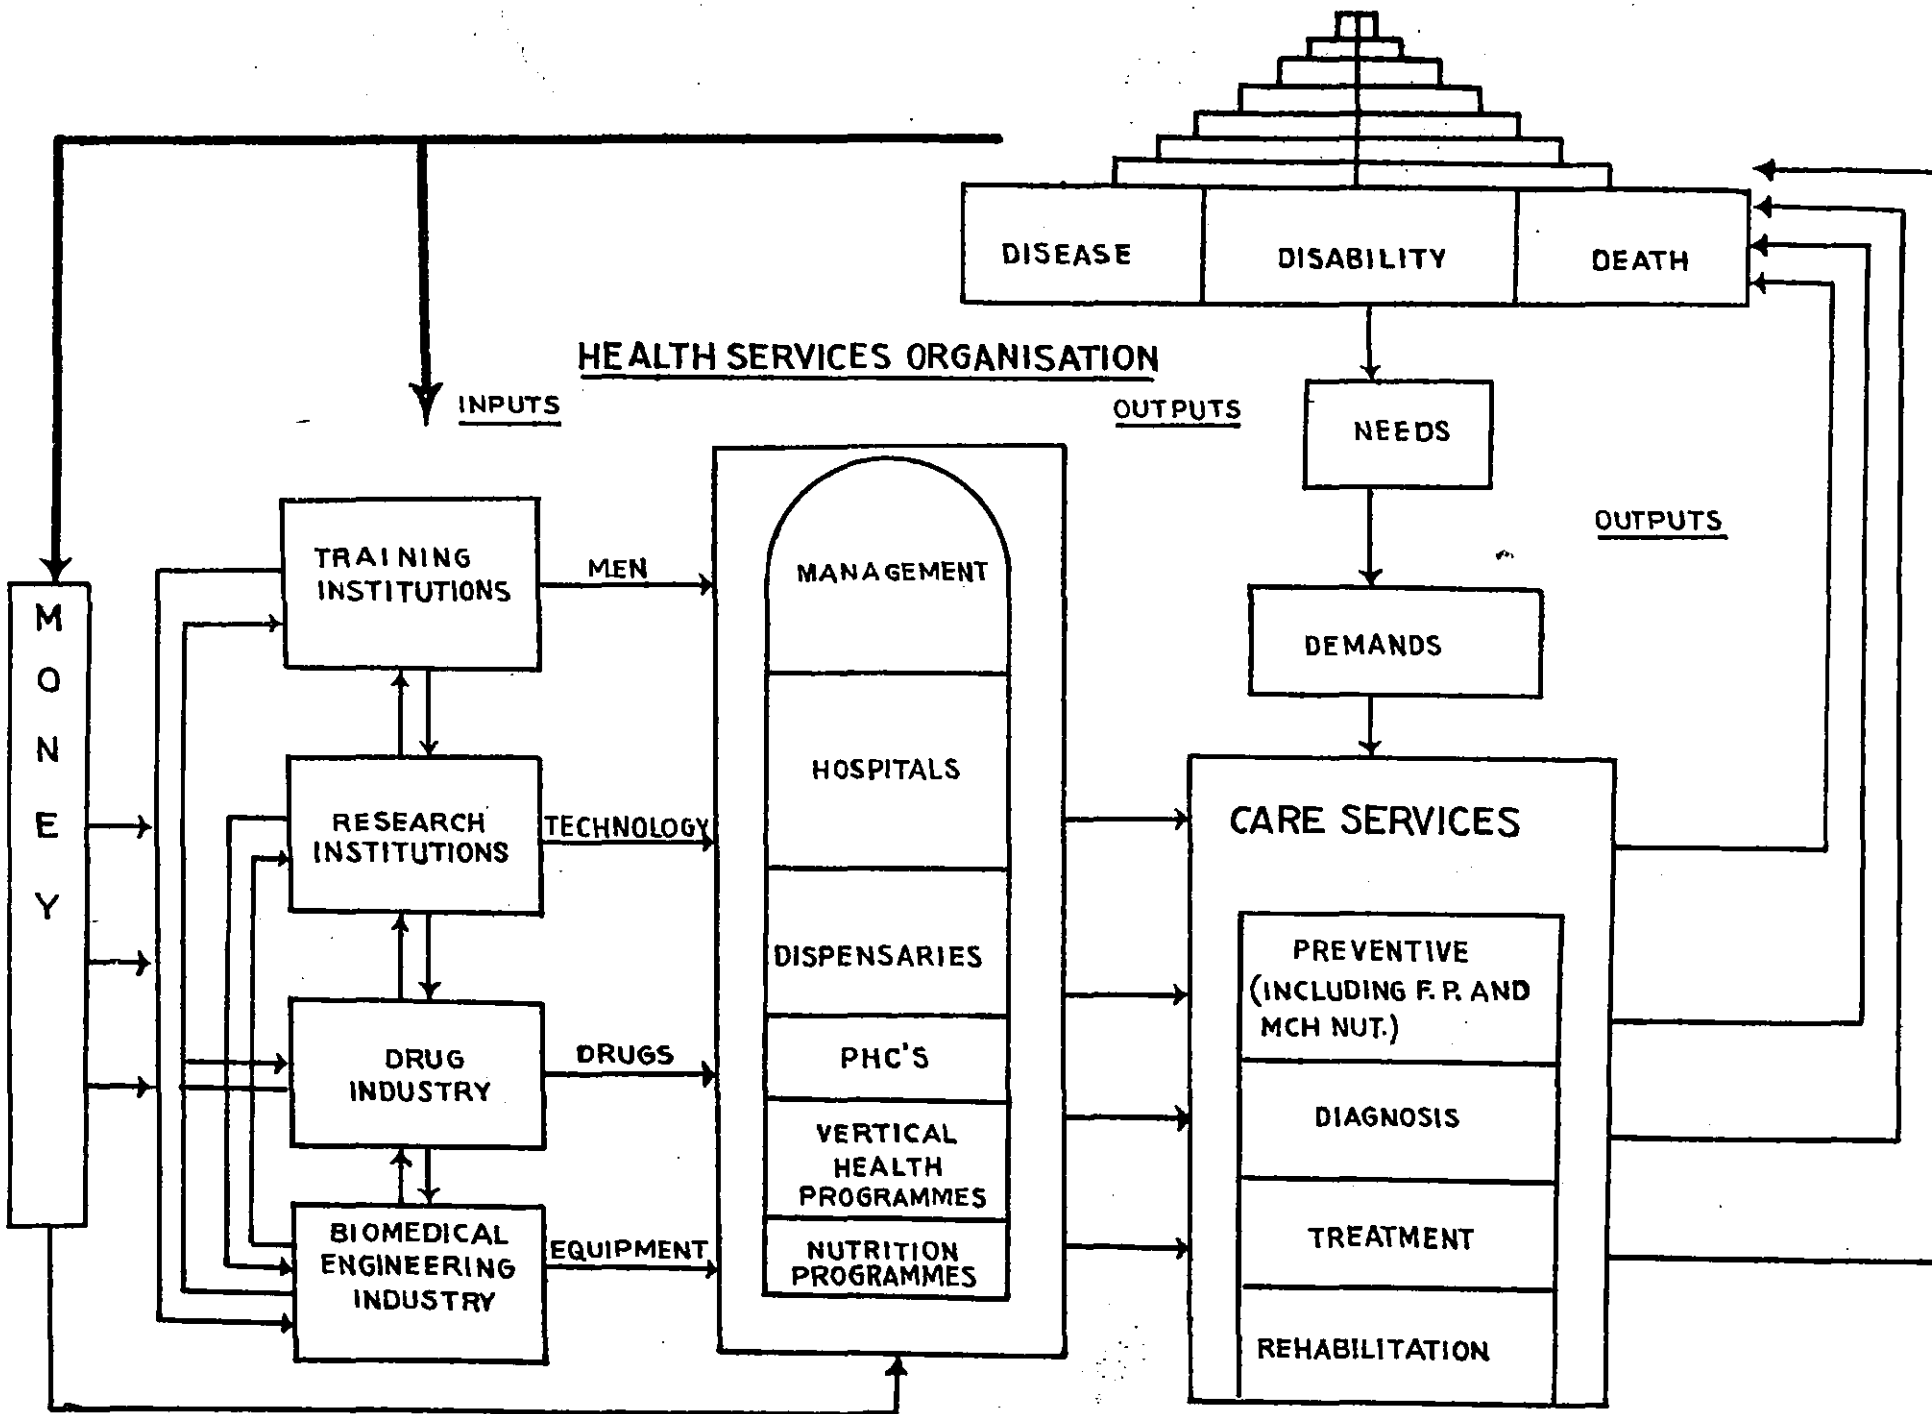 DISEASE
DISABILITY
DEATH
HEALTH SERVICES ORGANISATION
INPUTS
OUTPUTS
NEEDS
OUTPUTS
DEMANDS
MONEY
TRAINING
INSTITUTIONS
MEN
RESEARCH
INSTITUTIONS
TECHNOLOGY
DRUG
INDUSTRY
DRUGS
BIOMEDICAL
ENGINEERING
INDUSTRY
EQUIPMENT
MANAGEMENT
HOSPITALS
DISPENSARIES
PHC'S
VERTICAL
HEALTH
PROGRAMMES
NUTRITION
PROGRAMMES
CARE SERVICES
PREVENTIVE
(INCLUDING F.P. AND
MCH NUT.)
DIAGNOSIS
TREATMENT
REHABILITATION